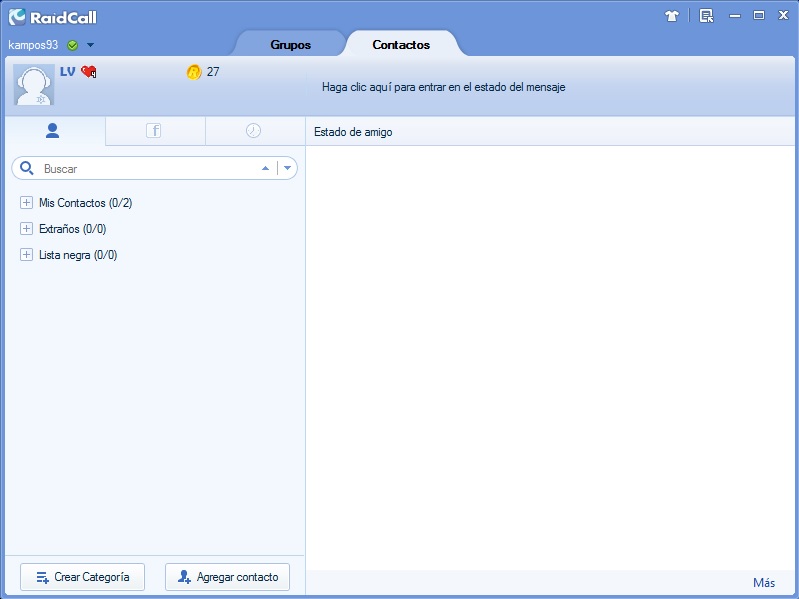 RaidCall
kampos93
Grupos
Contactos
LV 4
27
Haga clic aquí para entrar en el estado del mensaje
f
Estado de amigo
Buscar
Mis Contactos (0/2)
Extraños (0/0)
Lista negra (0/0)
Crear Categoría
Agregar contacto
Más